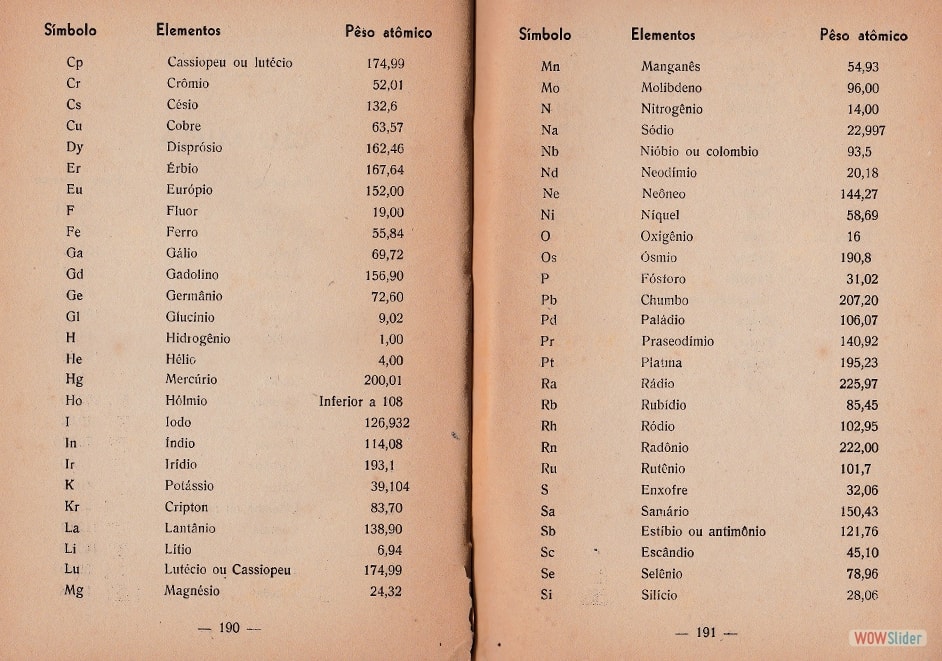 Símbolo Elementos Pêso atômico
Cp Cassiopeu ou lutécio 174,99
Cr Crômio 52,01
Cs Césio 132,6
Cu Cobre 63,57
Dy Disprósio 162,46
Er Érbio 167,64
Eu Európio 152,00
F Fluor 19,00
Fe Ferro 55,84
Ga Gálio 69,72
Gd Gadolino 156,90
Ge Germânio 72,60
Gl Glucínio 9,02
H Hidrogênio 1,00
He Hélio 4,00
Hg Mercúrio 200,01
Ho Hólmio Inferior a 108
I Iodo 126,932
In Índio 114,08
Ir Irídio 193,1
K Potássio 39,104
Kr Cripton 83,70
La Lantânio 138,90
Li Lítio 6,94
Lu Lutécio ou Cassiopeu 174,99
Mg Magnésio 24,32
— 190 —
Símbolo Elementos Pêso atômico
Mn Manganês 54,93
Mo Molibdeno 96,00
N Nitrogênio 14,00
Na Sódio 22,997
Nb Nióbio ou colombio 93,5
Nd Neodímio 20,18
Ne Neôneo 144,27
Ni Níquel 58,69
O Oxigênio 16
Os Ósmio 190,8
P Fósforo 31,02
Pb Chumbo 207,20
Pd Paládio 106,07
Pr Praseodímio 140,92
Pt Platina 195,23
Ra Rádio 225,97
Rb Rubídio 85,45
Rh Ródio 102,95
Rn Radônio 222,00
Ru Rutênio 101,7
S Enxofre 32,06
Sa Samário 150,43
Sb Estíbio ou antimônio 121,76
Sc Escândio 45,10
Se Selênio 78,96
Si Silício 28,06
— 191 —
WOWSlider